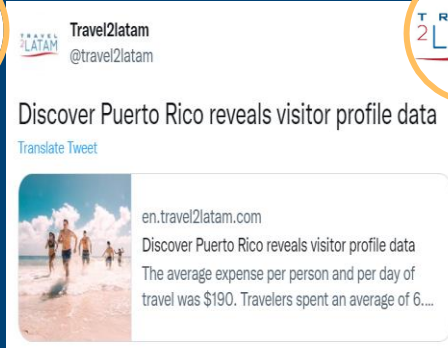 TRAVEL
2LATAM
Travel2latam
@travel2latam
T R
2L
Discover Puerto Rico reveals visitor profile data
Translate Tweet
en.travel2latam.com
Discover Puerto Rico reveals visitor profile data
The average expense per person and per day of
travel was $190. Travelers spent an average of 6....